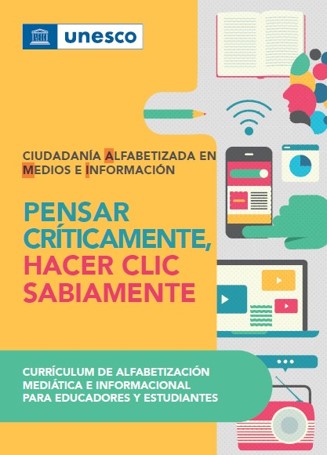 unesco
CIUDADANÍA ALFABETIZADA EN
MEDIOS E INFORMACIÓN
PENSAR
CRÍTICAMENTE,
HACER CLIC
SABIAMENTE
CURRÍCULUM DE ALFABETIZACIÓN
MEDIÁTICA E INFORMACIONAL
PARA EDUCADORES Y ESTUDIANTES